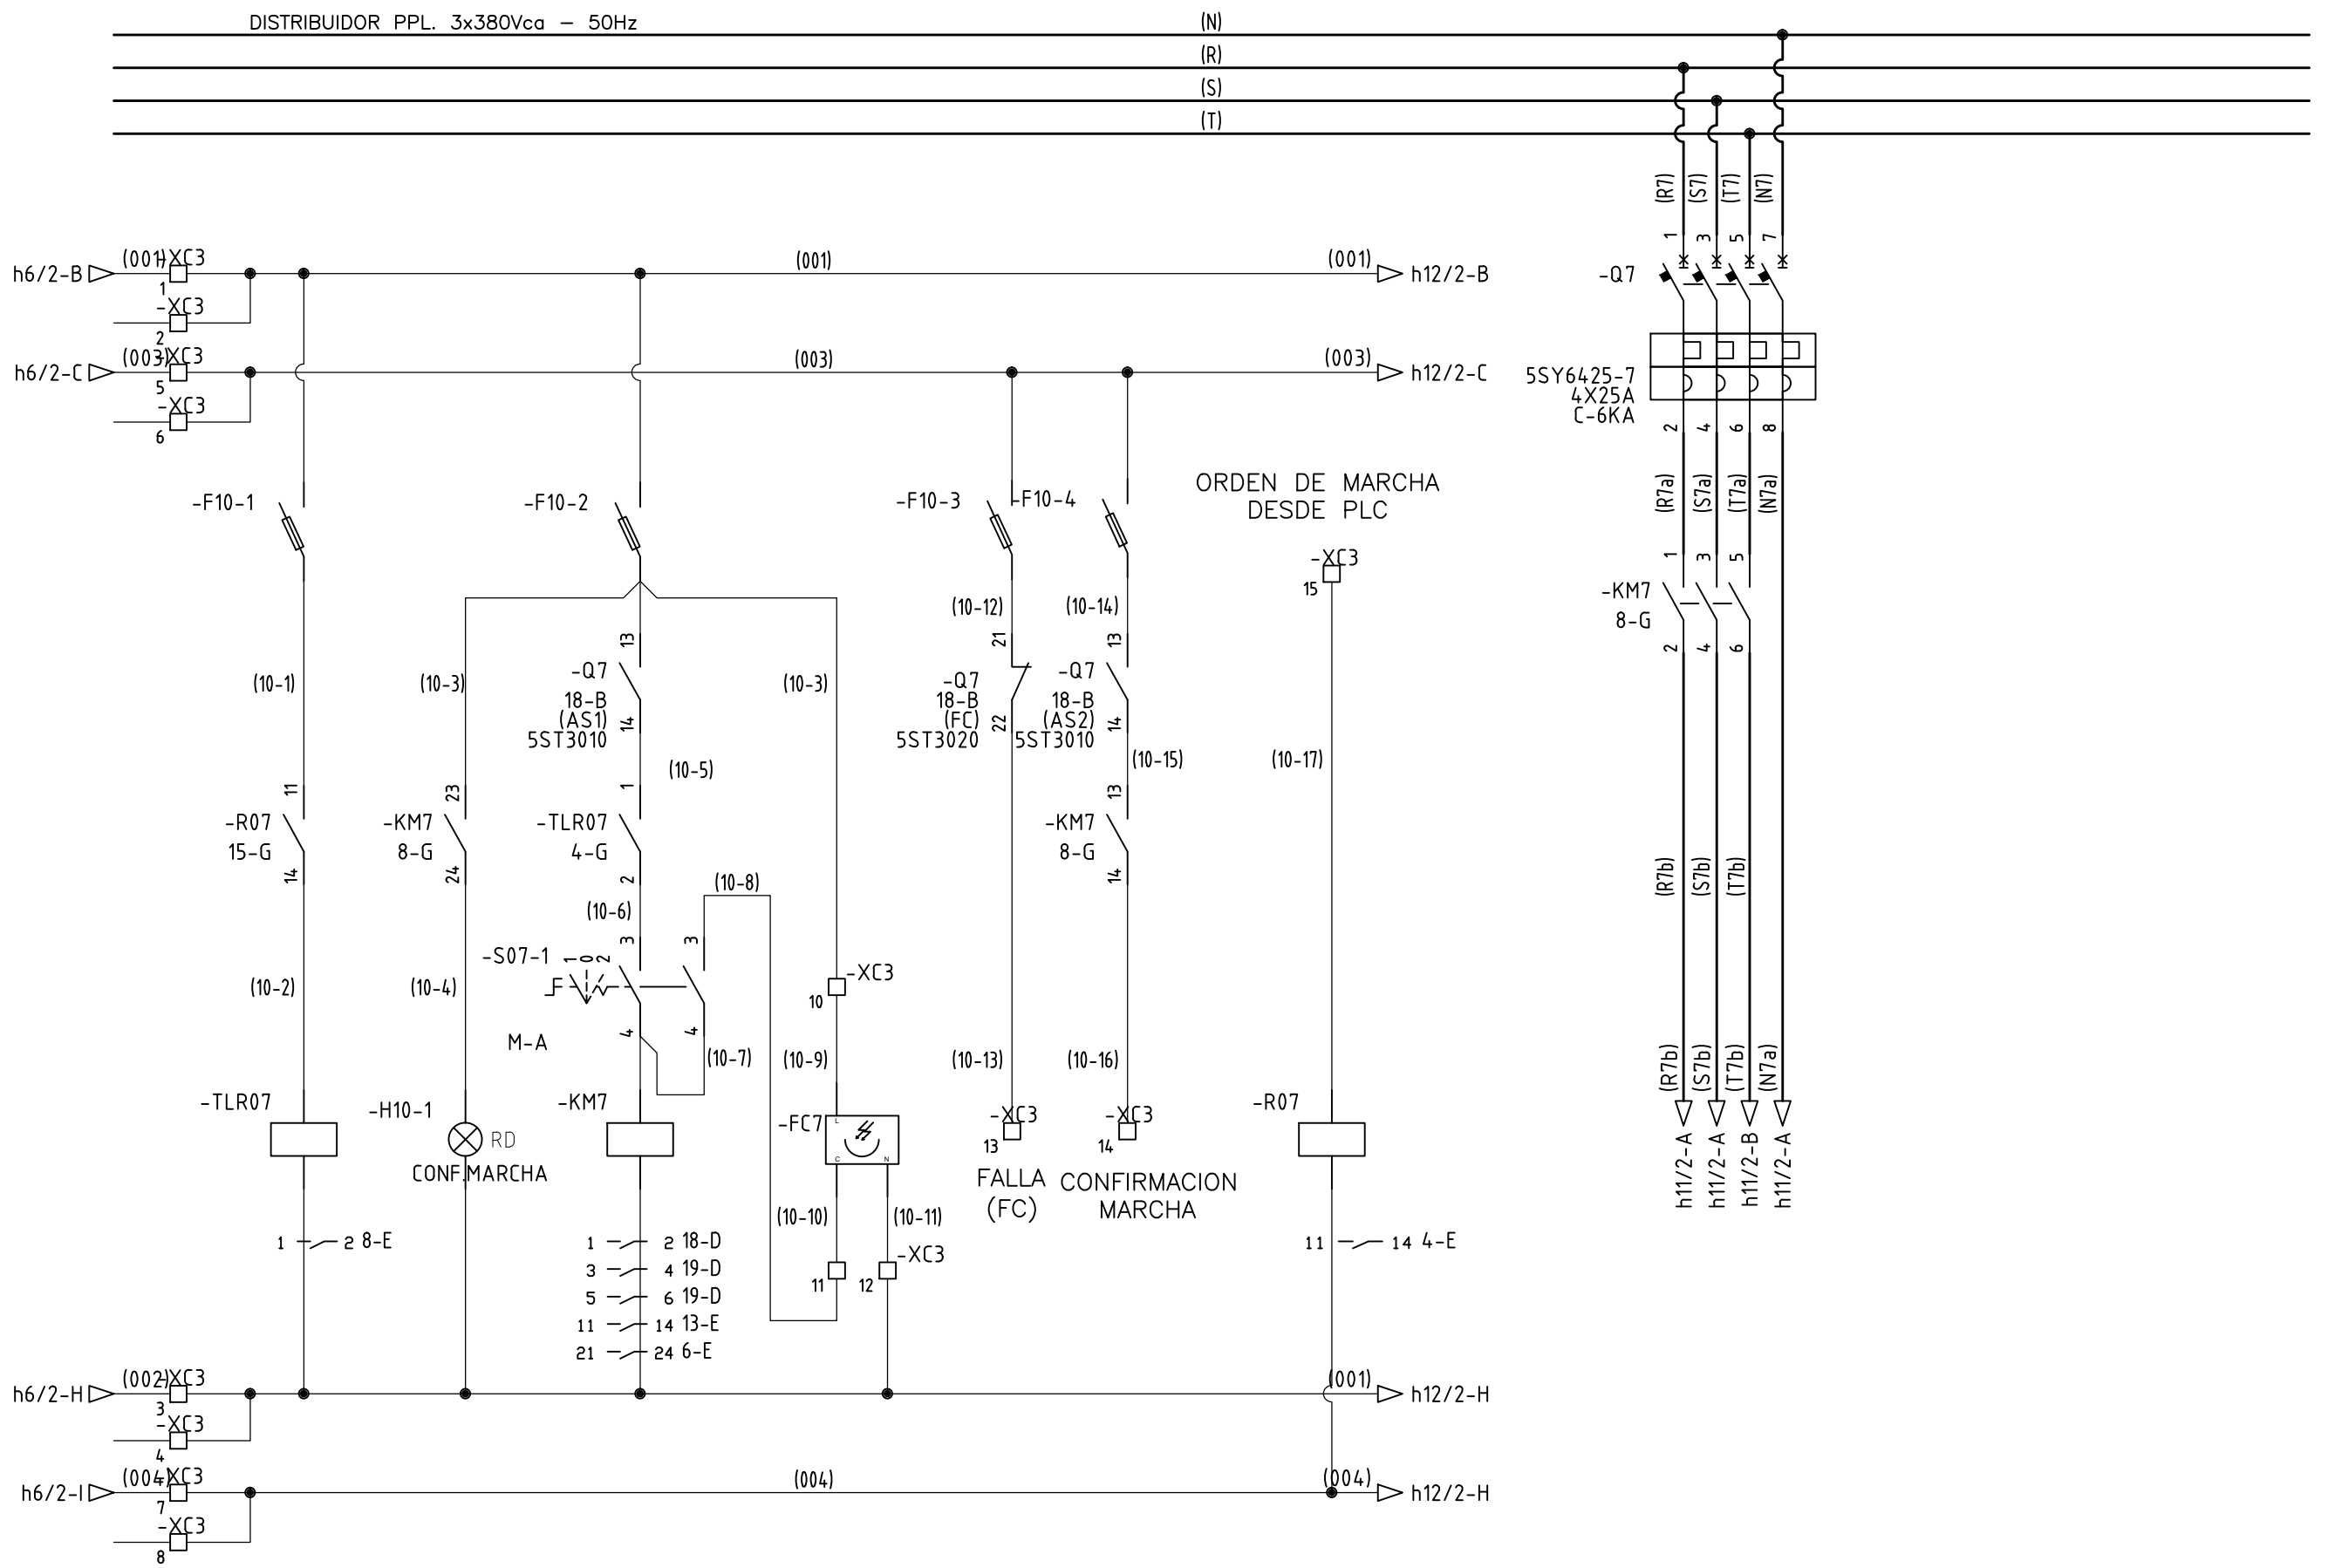 DISTRIBUIDOR PPL. 3x380Vca - 50Hz
(N)
(R)
(S)
(T)
(R7)
(S7)
(T7)
(N7)
1
3
5
7
h6/2-B
(001)
-XC3
1
(001)
(001)
h12/2-B
-Q7
-XC3
2
h6/2-C
(003)
-XC3
5
(003)
(003)
h12/2-C
5SY6425-7
4X25A
C-6KA
-XC3
6
2
4
6
8
-F10-1
-F10-2
-F10-3
-F10-4
ORDEN DE MARCHA
DESDE PLC
(R7a)
(S7a)
(T7a)
(N7a)
-XC3
15
1
3
5
-KM7
8-G
2
4
6
(10-12)
(10-14)
13
21
13
(10-1)
(10-3)
-Q7
18-B
(AS1)
5ST3010
14
(10-3)
-Q7
18-B
(FC)
5ST3020
22
-Q7
18-B
(AS2)
5ST3010
14
(10-5)
(10-15)
(10-17)
11
23
1
13
-R07
15-G
14
-KM7
8-G
24
-TLR07
4-G
2
-KM7
8-G
14
(R7b)
(S7b)
(T7b)
(10-8)
(10-6)
3
3
-S07-1
1
0
2
-XC3
10
(10-2)
(10-4)
4
4
M-A
(10-7)
(10-9)
(10-13)
(10-16)
(R7b)
(S7b)
(T7b)
(N7a)
-TLR07
-H10-1
RD
CONF.MARCHA
-KM7
-FC7
L
C
N
-XC3
13
-XC3
14
-R07
FALLA
(FC)
CONFIRMACION
MARCHA
h11/2-A
h11/2-A
h11/2-B
h11/2-A
(10-10)
(10-11)
1
2 8-E
1
2 18-D
3
4 19-D
5
6 19-D
11
14 13-E
21
24 6-E
-XC3
11
12
11
14 4-E
h6/2-H
(002)
-XC3
3
(001)
h12/2-H
-XC3
4
h6/2-I
(004)
-XC3
7
(004)
(004)
h12/2-H
-XC3
8